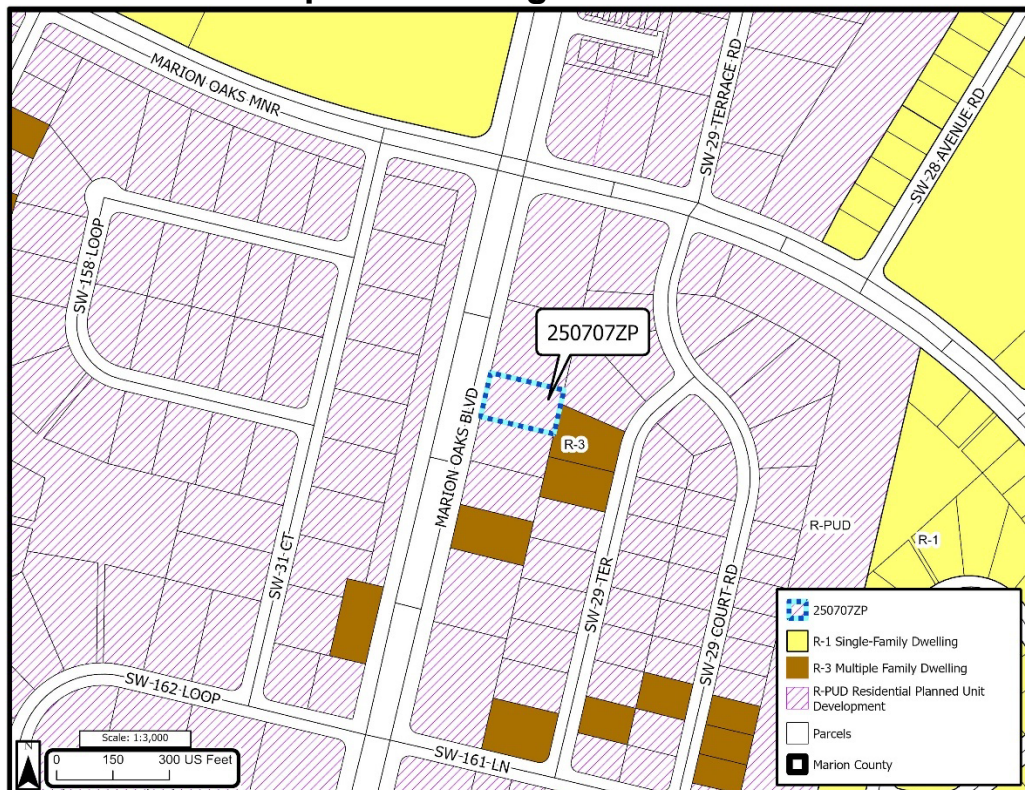 MARION OAKS MNR
SW 29 TERRACE RD
SW 28 AVENUE RD
SW 158 LOOP
250707ZP
MARION OAKS BLVD
R-3
SW 31 CT
R-PUD
R-1
SW 29 TER
SW 29 COURT RD
SW 162 LOOP
SW 161 LN
N
Scale: 1:3,000
0 150 300 US Feet
250707ZP
R-1 Single-Family Dwelling
R-3 Multiple Family Dwelling
R-PUD Residential Planned Unit
Development
Parcels
Marion County